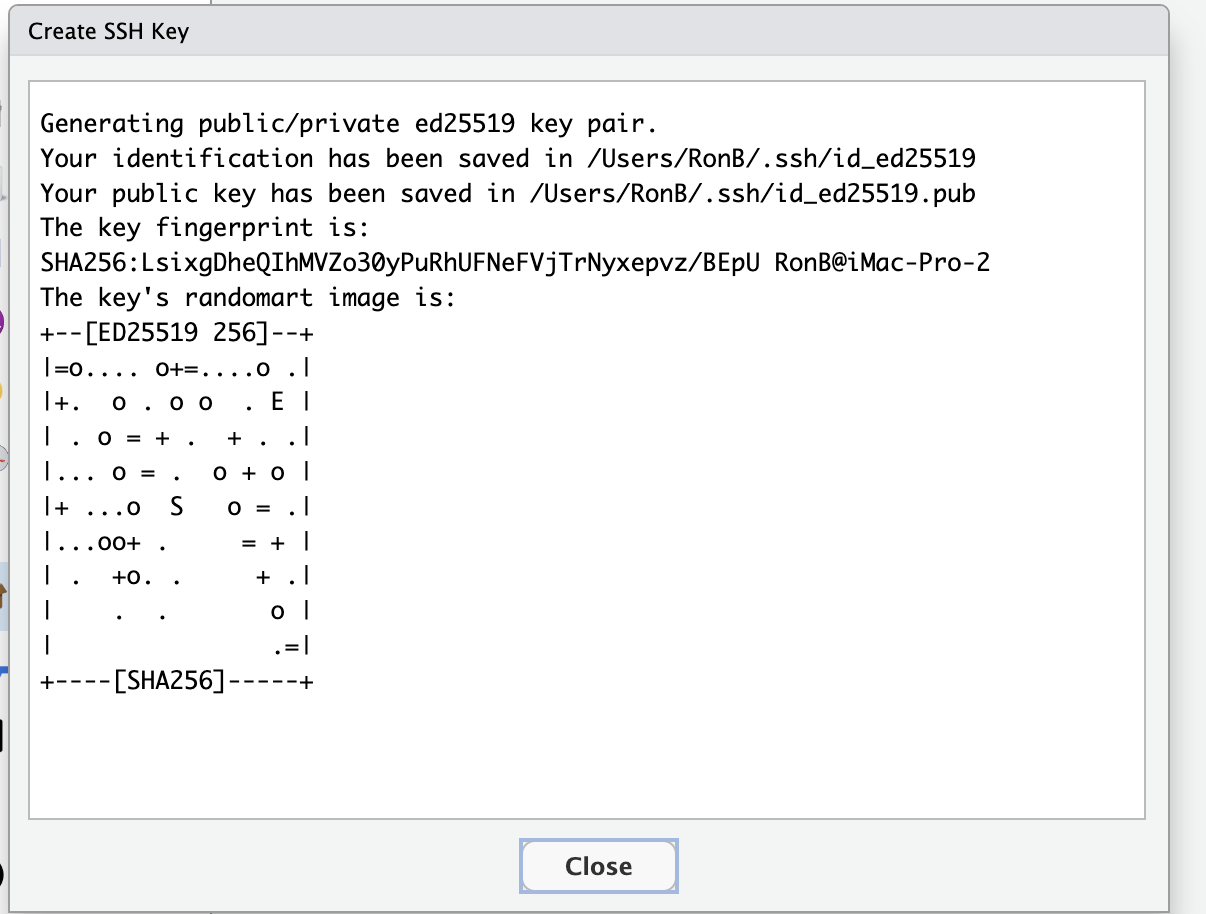 Create SSH Key
Generating public/private ed25519 key pair.
Your identification has been saved in /Users/RonB/.ssh/id_ed25519
Your public key has been saved in /Users/RonB/.ssh/id_ed25519.pub
The key fingerprint is:
SHA256:LsixgDheQIhMVZo30yPuRhUFNeFVjTrNyxepvz/BEpU RonB@iMac-Pro-2
The key's randomart image is:
+--[ED25519 256]--+
|=o.... o+=....o .|
|+.  o . o o  . E |
| . o = + .  + . .|
|... o = .  o + o |
|+ ...o  S   o = .|
|...oo+ .     = + |
| .  +o. .     + .|
|    .  .       o |
|               .=|
+----[SHA256]-----+
Close